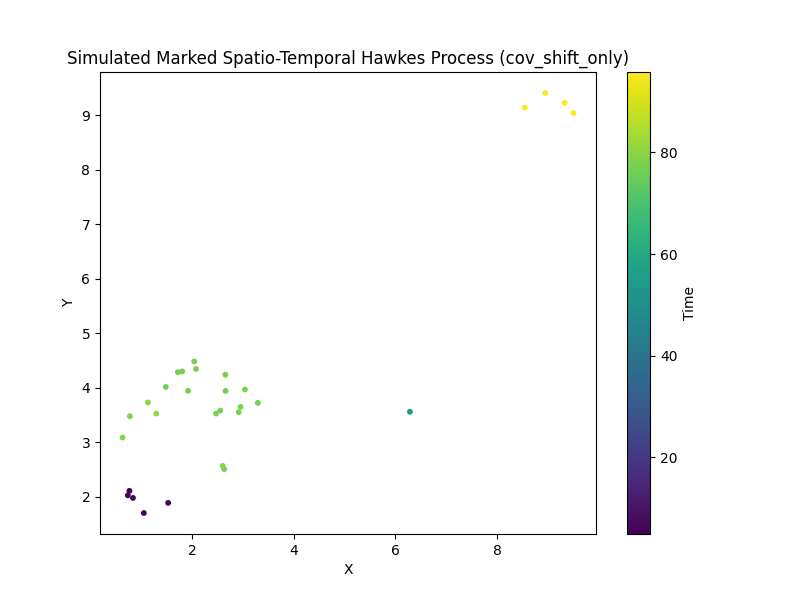 Simulated Marked Spatio-Temporal Hawkes Process (cov_shift_only)
9
8
7
6
5
4
3
2
Y
2 4 6 8
X
80
60
40
20
Time